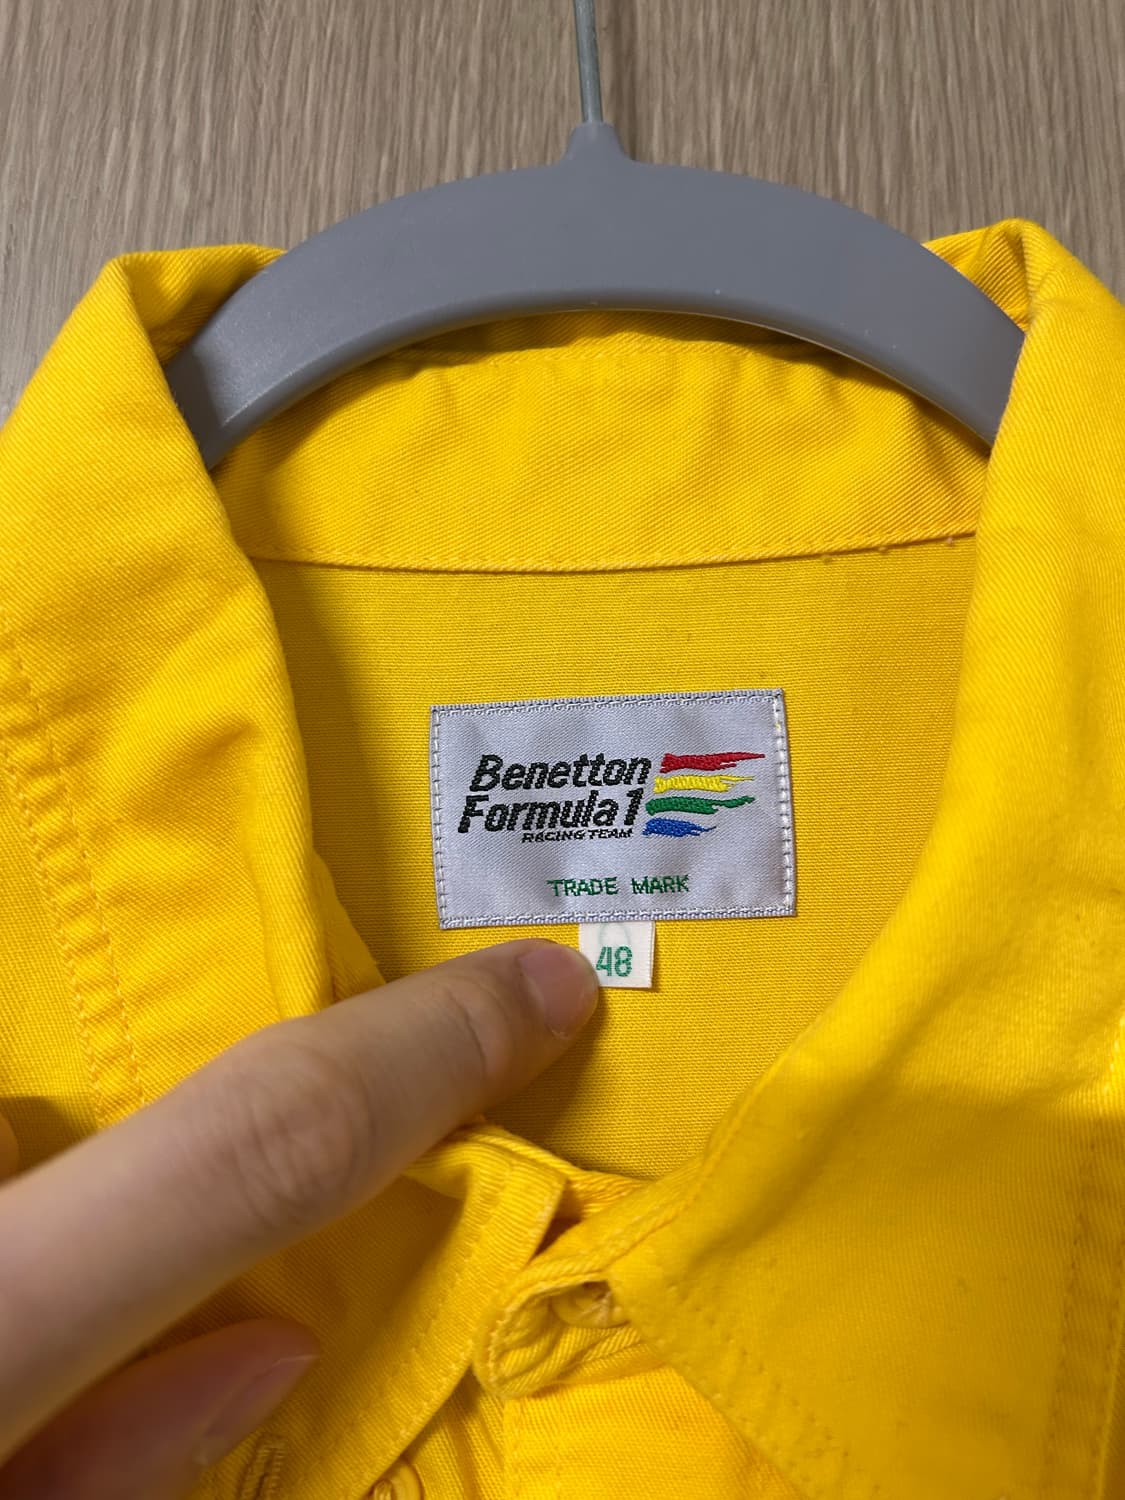 Benetton
Formula 1
RACING TEAM
TRADE MARK
48